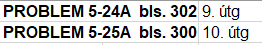 PROBLEM 5-24A bls. 302 9. útg
PROBLEM 5-25A bls. 300 10. útg